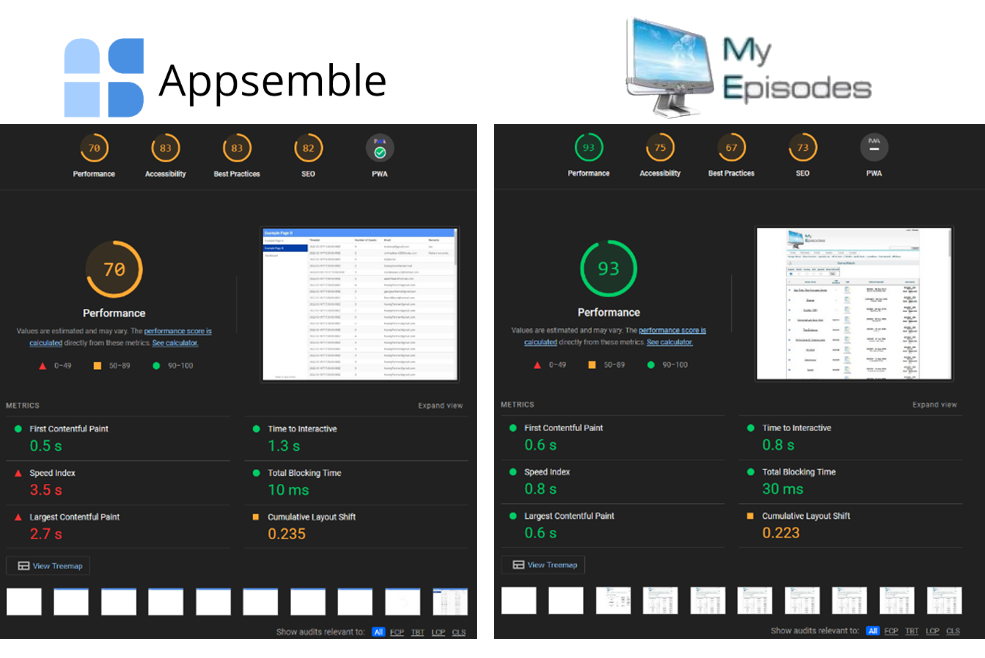 Appsemble
My
Episodes
70
83
83
82
PWA
Performance
Accessibility
Best Practices
SEO
PWA
70
Example Page B
Performance
Values are estimated and may vary. The performance score is
calculated directly from these metrics. See calculator.
0–49
50–89
90–100
METRICS
Expand view
First Contentful Paint
0.5 s
Time to Interactive
1.3 s
Speed Index
3.5 s
Total Blocking Time
10 ms
Largest Contentful Paint
2.7 s
Cumulative Layout Shift
0.235
View Treemap
Show audits relevant to: All FCP TBT LCP CLS
93
75
67
73
PWA
Performance
Accessibility
Best Practices
SEO
PWA
93
My
Episodes
Performance
Values are estimated and may vary. The performance score is
calculated directly from these metrics. See calculator.
0–49
50–89
90–100
METRICS
Expand view
First Contentful Paint
0.6 s
Time to Interactive
0.8 s
Speed Index
0.8 s
Total Blocking Time
30 ms
Largest Contentful Paint
0.6 s
Cumulative Layout Shift
0.223
View Treemap
Show audits relevant to: All FCP TBT LCP CLS